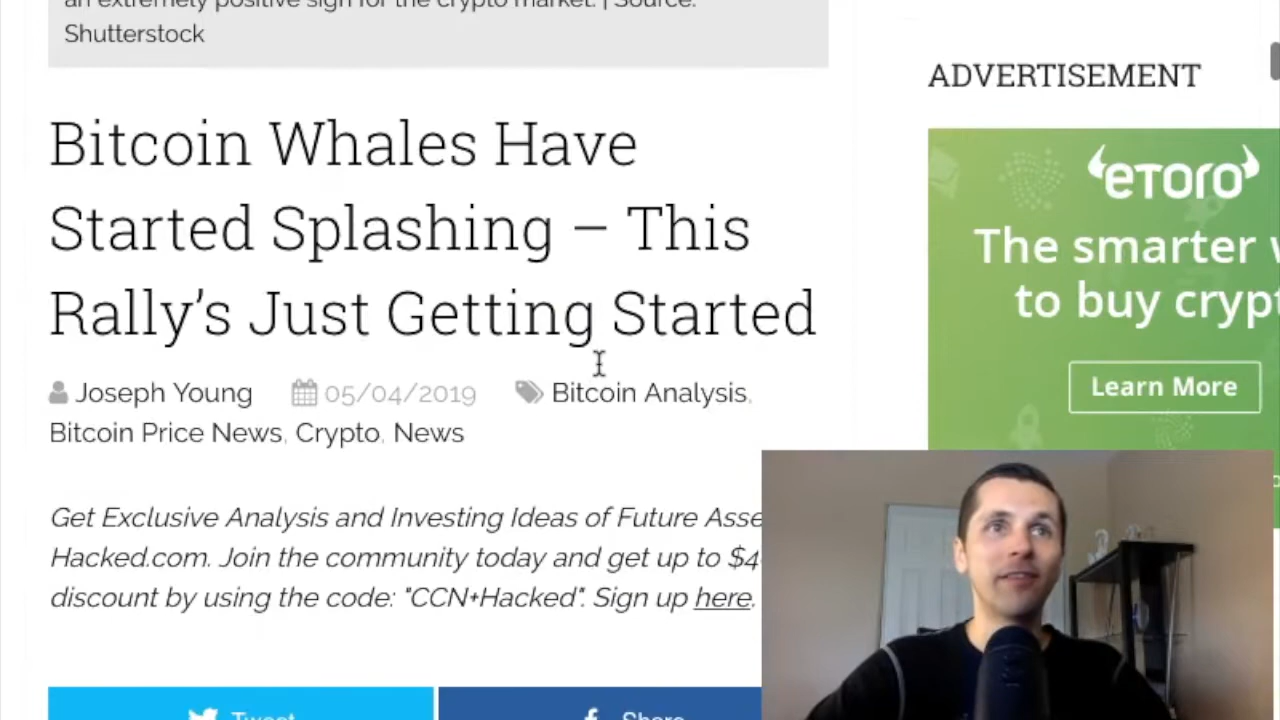 an extremely positive sign for the crypto market. | Source:
Shutterstock
ADVERTISEMENT
Bitcoin Whales Have
Started Splashing – This
Rally's Just Getting Started
Joseph Young 05/04/2019 Bitcoin Analysis,
Bitcoin Price News, Crypto, News
Get Exclusive Analysis and Investing Ideas of Future Asse
Hacked.com. Join the community today and get up to $4
discount by using the code: "CCN+Hacked". Sign up here.
Tweet
Share
eToro
The smarter w
to buy crypt
Learn More